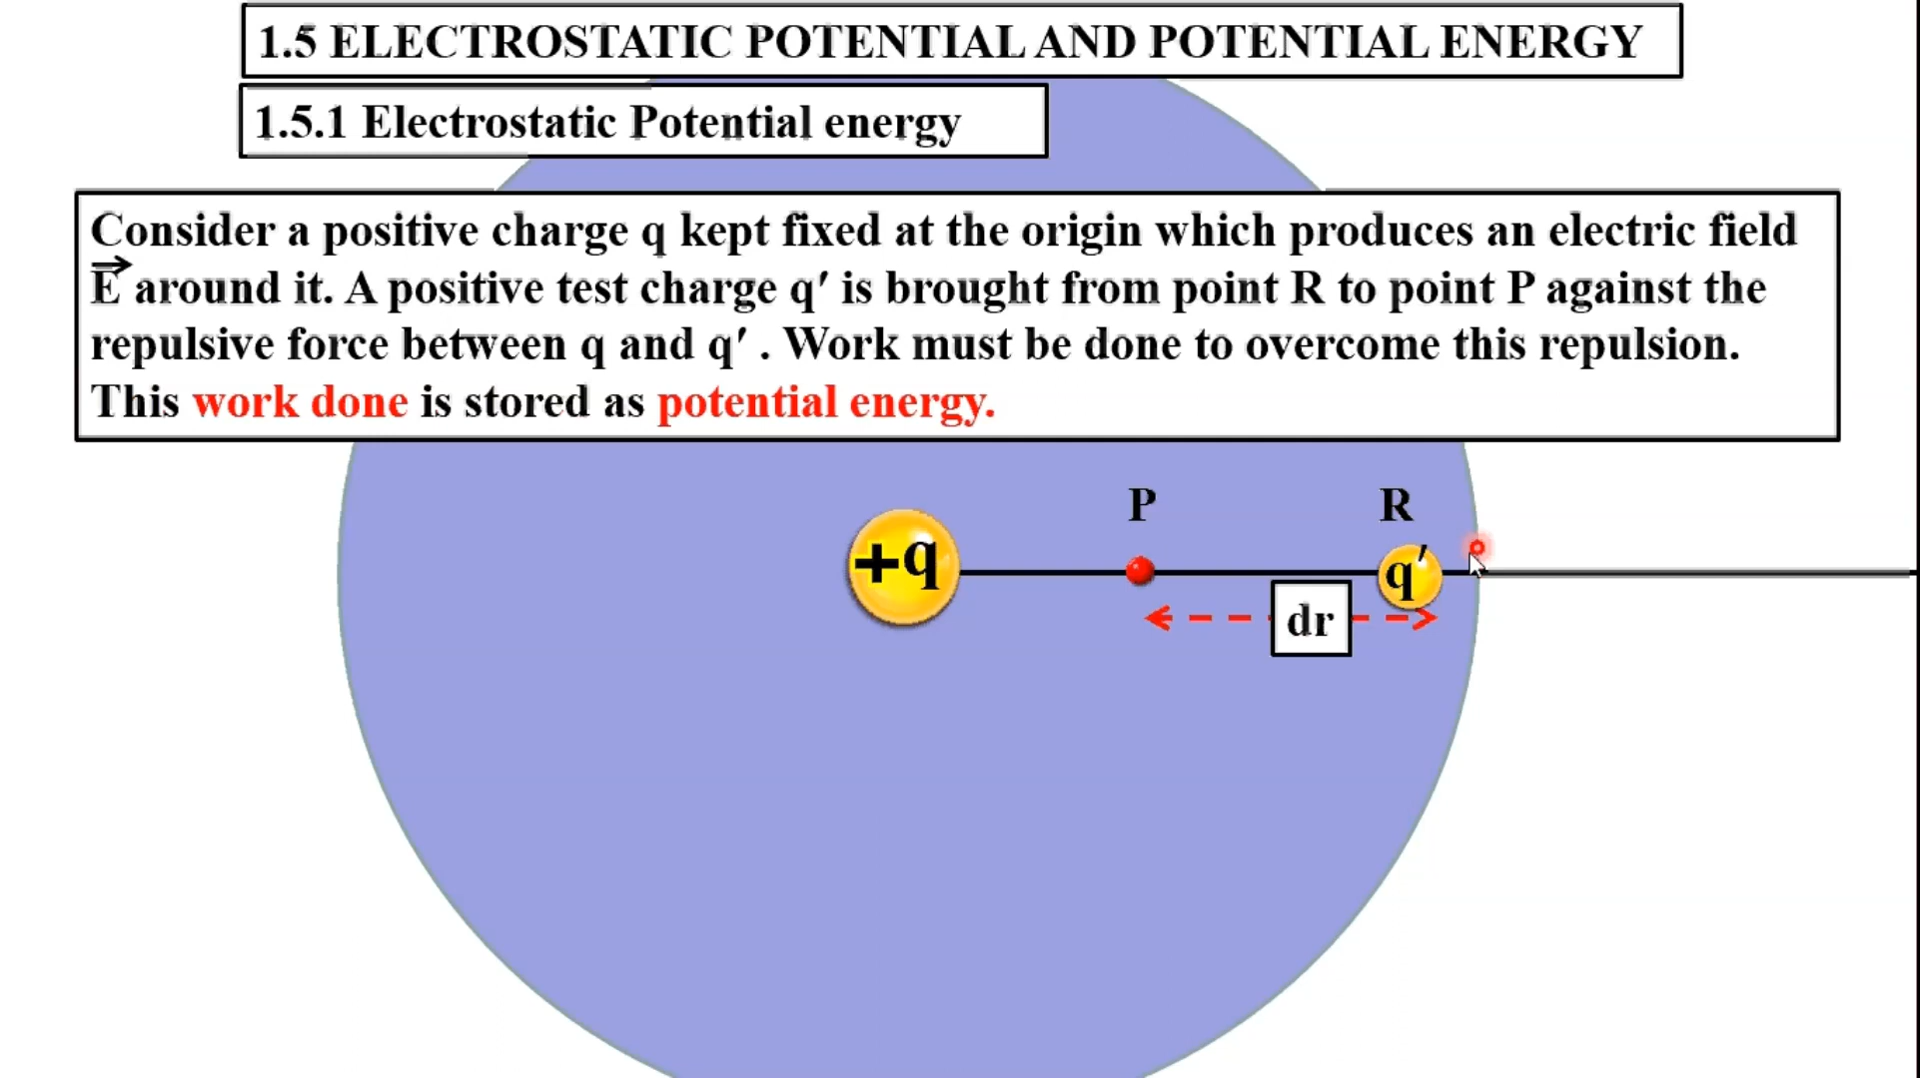 1.5 ELECTROSTATIC POTENTIAL AND POTENTIAL ENERGY
1.5.1 Electrostatic Potential energy
Consider a positive charge q kept fixed at the origin which produces an electric field
E⃗ around it. A positive test charge q′ is brought from point R to point P against the
repulsive force between q and q′ . Work must be done to overcome this repulsion.
This work done is stored as potential energy.
P R
+q q′
dr